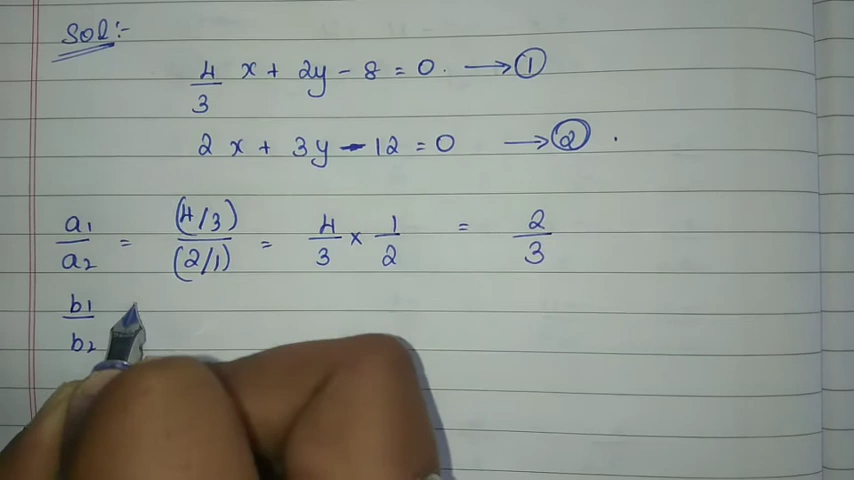 Sol:-
4/3 x + 2y - 8 = 0. → ①
2x + 3y - 12 = 0 → ② .
a1/a2 = (4/3)/(2/1) = 4/3 × 1/2 = 2/3
b1/b2